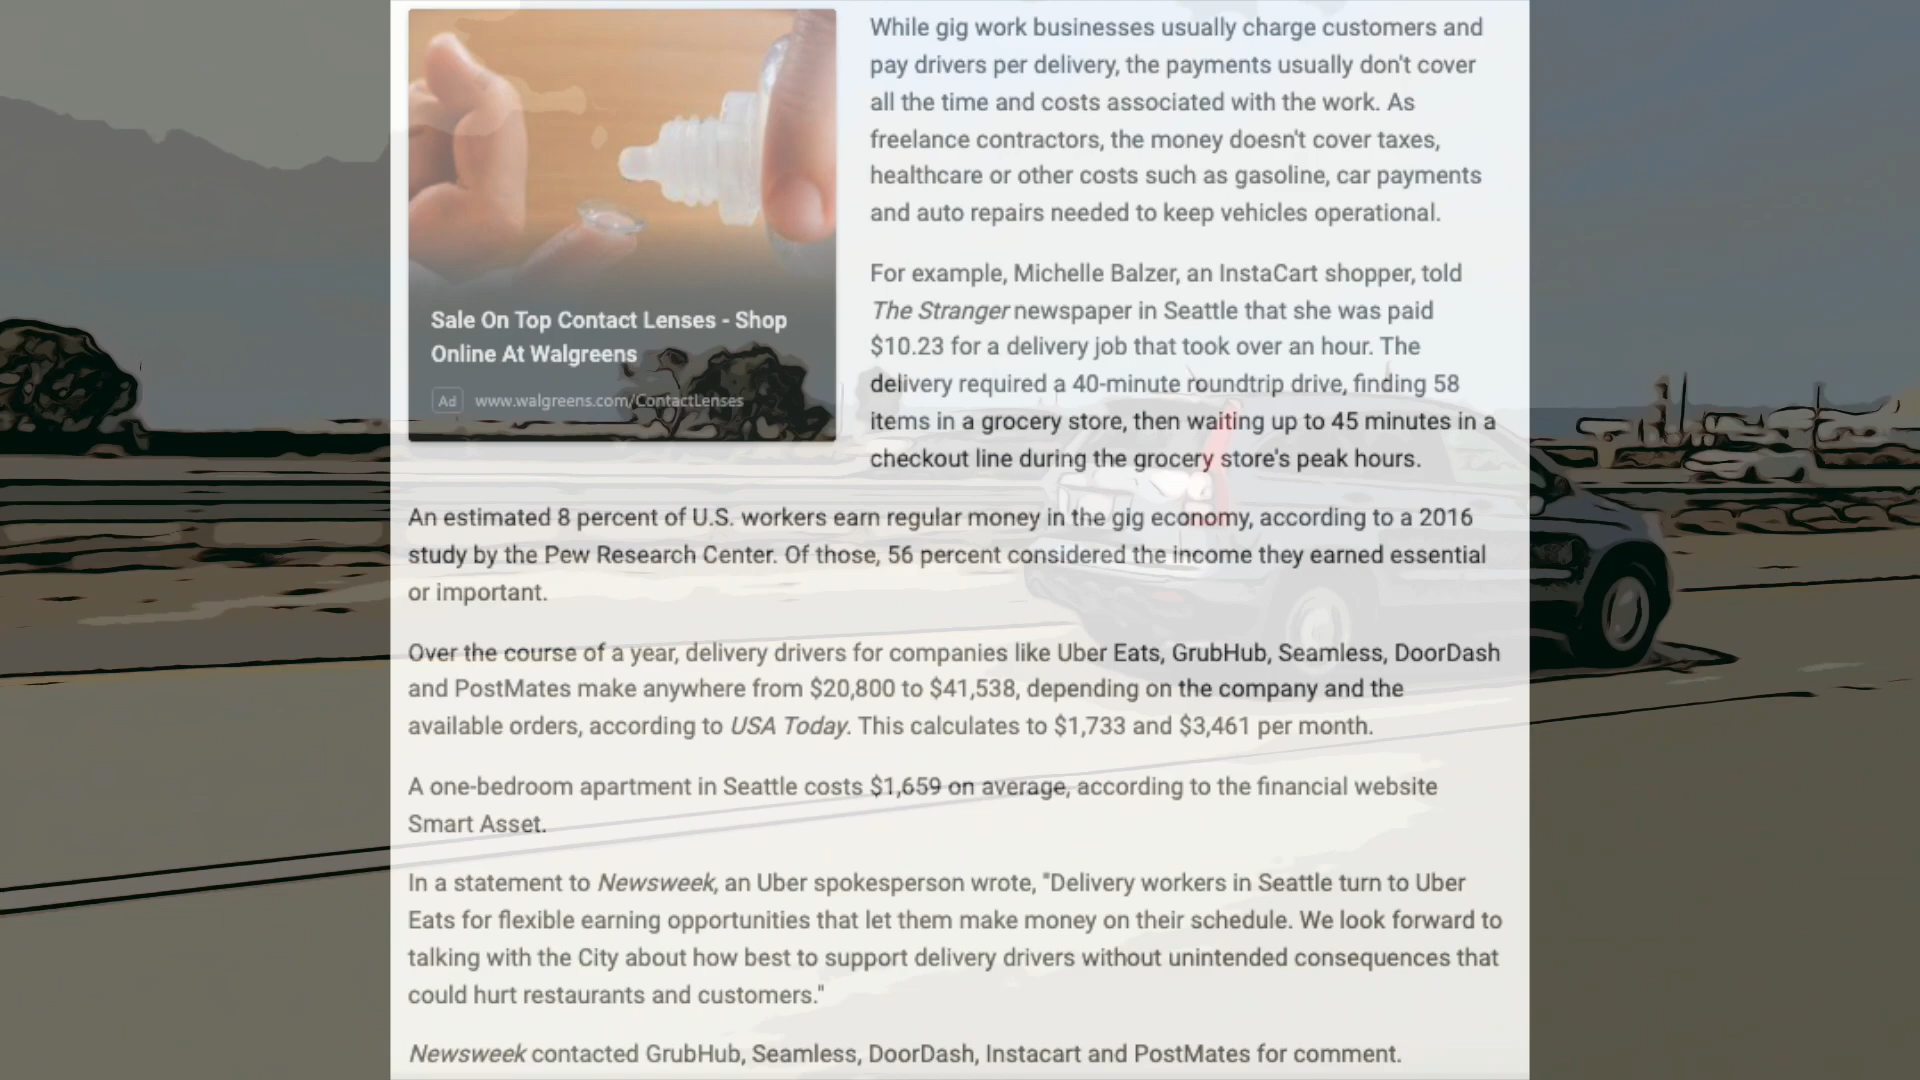 While gig work businesses usually charge customers and
pay drivers per delivery, the payments usually don't cover
all the time and costs associated with the work. As
freelance contractors, the money doesn't cover taxes,
healthcare or other costs such as gasoline, car payments
and auto repairs needed to keep vehicles operational.
For example, Michelle Balzer, an InstaCart shopper, told
The Stranger newspaper in Seattle that she was paid
$10.23 for a delivery job that took over an hour. The
delivery required a 40-minute roundtrip drive, finding 58
items in a grocery store, then waiting up to 45 minutes in a
checkout line during the grocery store's peak hours.
Sale On Top Contact Lenses - Shop
Online At Walgreens
Ad www.walgreens.com/ContactLenses
An estimated 8 percent of U.S. workers earn regular money in the gig economy, according to a 2016
study by the Pew Research Center. Of those, 56 percent considered the income they earned essential
or important.
Over the course of a year, delivery drivers for companies like Uber Eats, GrubHub, Seamless, DoorDash
and PostMates make anywhere from $20,800 to $41,538, depending on the company and the
available orders, according to USA Today. This calculates to $1,733 and $3,461 per month.
A one-bedroom apartment in Seattle costs $1,659 on average, according to the financial website
Smart Asset.
In a statement to Newsweek, an Uber spokesperson wrote, "Delivery workers in Seattle turn to Uber
Eats for flexible earning opportunities that let them make money on their schedule. We look forward to
talking with the City about how best to support delivery drivers without unintended consequences that
could hurt restaurants and customers."
Newsweek contacted GrubHub, Seamless, DoorDash, Instacart and PostMates for comment.